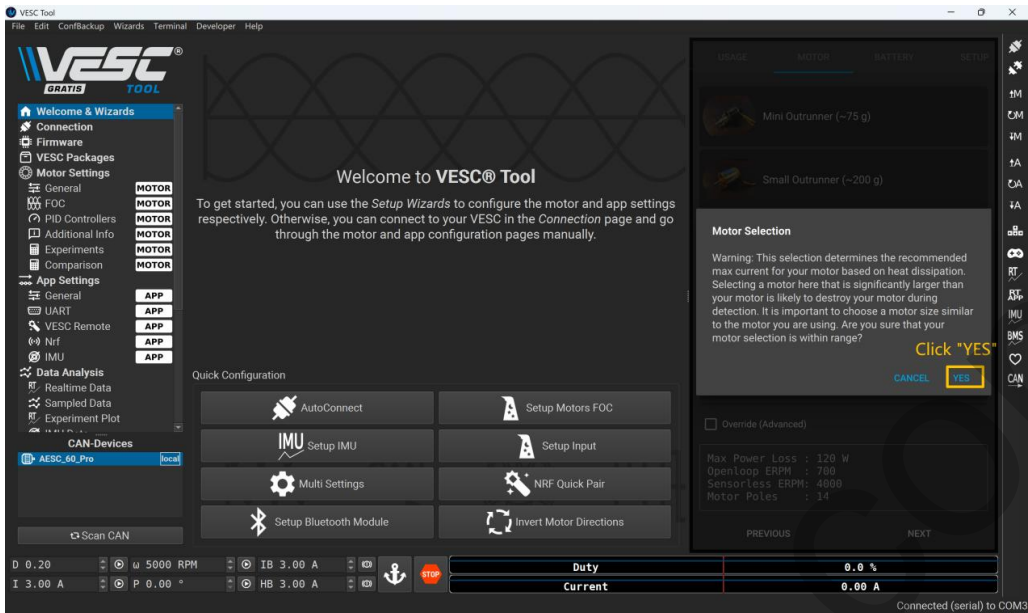 VESC Tool
File Edit ConfBackup Wizards Terminal Developer Help
VESC®
GRATIS TOOL
Welcome & Wizards
Connection
Firmware
VESC Packages
Motor Settings
General MOTOR
FOC MOTOR
PID Controllers MOTOR
Additional Info MOTOR
Experiments MOTOR
Comparison MOTOR
App Settings
General APP
UART APP
VESC Remote APP
Nrf APP
IMU APP
Data Analysis
RT Realtime Data
Sampled Data
RT Experiment Plot
CAN-Devices
AESC_60_Pro local
Scan CAN
Welcome to VESC® Tool
To get started, you can use the Setup Wizards to configure the motor and app settings
respectively. Otherwise, you can connect to your VESC in the Connection page and go
through the motor and app configuration pages manually.
Quick Configuration
AutoConnect Setup Motors FOC
IMU Setup IMU Setup Input
Multi Settings NRF Quick Pair
Setup Bluetooth Module Invert Motor Directions
USAGE MOTOR BATTERY SETUP
Mini Outrunner (~75 g)
Small Outrunner (~200 g)
Motor Selection
Warning: This selection determines the recommended
max current for your motor based on heat dissipation.
Selecting a motor here that is significantly larger than
your motor is likely to destroy your motor during
detection. It is important to choose a motor size similar
to the motor you are using. Are you sure that your
motor selection is within range?
Click "YES"
CANCEL YES
Override (Advanced)
Max Power Loss : 120 W
Openloop ERPM : 700
Sensorless ERPM: 4000
Motor Poles : 14
PREVIOUS NEXT
M
M
M
A
A
A
RT
RT
App
IMU
BMS
CAN
D 0.20 ω 5000 RPM IB 3.00 A
I 3.00 A P 0.00 ° HB 3.00 A
STOP
Duty 0.0 %
Current 0.00 A
Connected (serial) to COM3